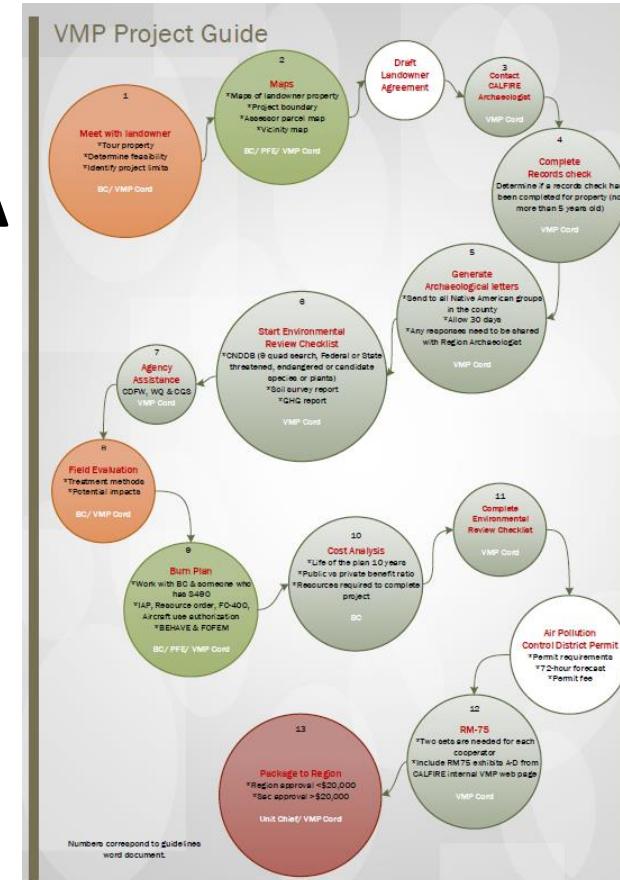 VMP Project Guide
1
Meet with landowner
*Tour property
*Determine feasibility
*Identify project limits
BC/ VMP Cord
2
Maps
*Maps of landowner property
*Project boundary
*Assessor parcel map
*Vicinity map
BC/ PFE/ VMP Cord
Draft
Landowner
Agreement
3
Contact
CALFIRE
Archaeologist
VMP Cord
4
Complete
Records check
Determine if a records check has
been completed for property (no
more than 5 years old)
VMP Cord
5
Generate
Archaeological letters
*Send to all Native American groups
in the county
*Allow 30 days
*Any responses need to be shared
with Region Archaeologist
VMP Cord
6
Start Environmental
Review Checklist
*CNDDB (9 quad search, Federal or State
threatened, endangered or candidate
species or plants)
*Soil survey report
*GHG report
VMP Cord
7
Agency
Assistance
CDFW, WQ & CGS
VMP Cord
8
Field Evaluation
*Treatment methods
*Potential impacts
BC/ VMP Cord
9
Burn Plan
*Work with BC & someone who
has S490
*IAP, Resource order, FC-40C,
Aircraft use authorization
*BEHAVE & FOFEM
BC/ PFE/ VMP Cord
10
Cost Analysis
*Life of the plan 10 years
*Public vs private benefit ratio
*Resources required to complete
project
BC
11
Complete
Environmental
Review Checklist
VMP Cord
Air Pollution
Control District Permit
*Permit requirements
*72-hour forecast
*Permit fee
12
RM-75
*Two sets are needed for each
cooperator
*Include RM75 exhibits A-D from
CALFIRE internal VMP web page
VMP Cord
13
Package to Region
*Region approval <$20,000
*Sac approval >$20,000
Unit Chief/ VMP Cord
Numbers correspond to guidelines
word document.